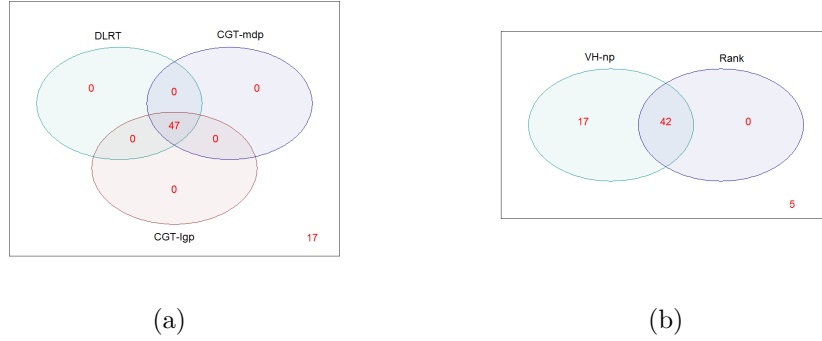 DLRT CGT-mdp
0 0 0
47
0 0
0
CGT-lgp 17
VH-np Rank
17 42 0
5
(a) (b)